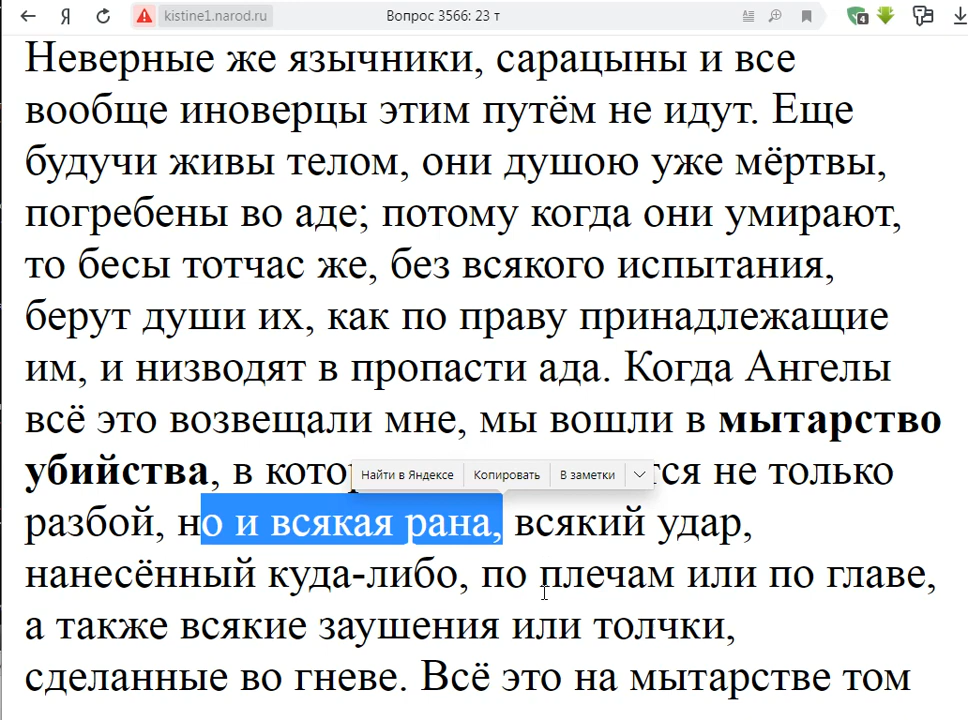 Я kistine1.narod.ru Вопрос 3566: 23 т 4
Неверные же язычники, сарацыны и все
вообще иноверцы этим путём не идут. Еще
будучи живы телом, они душою уже мёртвы,
погребены во аде; потому когда они умирают,
то бесы тотчас же, без всякого испытания,
берут души их, как по праву принадлежащие
им, и низводят в пропасти ада. Когда Ангелы
всё это возвещали мне, мы вошли в мытарство
убийства, в не только
Найти в Яндексе Копировать В заметки
разбой, но и всякая рана, всякий удар,
нанесённый куда-либо, по плечам или по главе,
а также всякие заушения или толчки,
сделанные во гневе. Всё это на мытарстве том